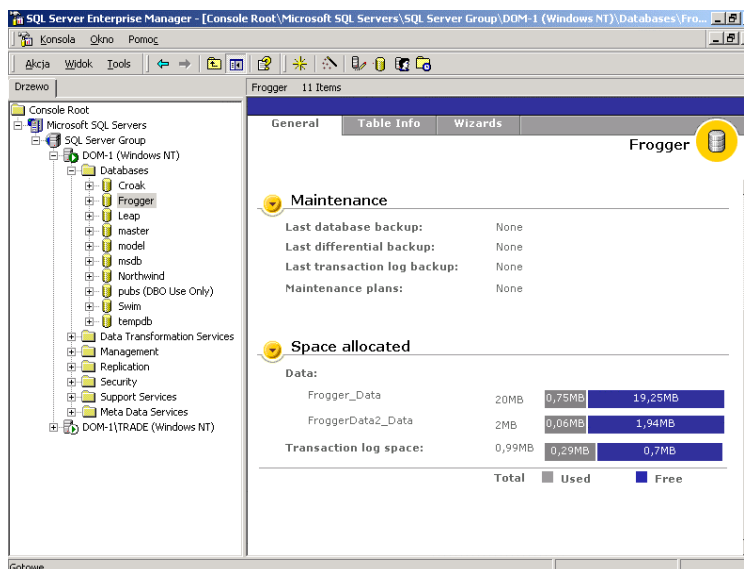 SQL Server Enterprise Manager - [Console Root\Microsoft SQL Servers\SQL Server Group\DOM-1 (Windows NT)\Databases\Fro...
Konsola Okno Pomoc
Akcja Widok Tools
Drzewo
Frogger 11 Items
Console Root
Microsoft SQL Servers
SQL Server Group
DOM-1 (Windows NT)
Databases
Croak
Frogger
Leap
master
model
msdb
Northwind
pubs (DBO Use Only)
Swim
tempdb
Data Transformation Services
Management
Replication
Security
Support Services
Meta Data Services
DOM-1\TRADE (Windows NT)
General Table Info Wizards
Frogger
Maintenance
Last database backup: None
Last differential backup: None
Last transaction log backup: None
Maintenance plans: None
Space allocated
Data:
Frogger_Data 20MB 0,75MB 19,25MB
FroggerData2_Data 2MB 0,06MB 1,94MB
Transaction log space: 0,99MB 0,29MB 0,7MB
Total Used Free
Gotowe